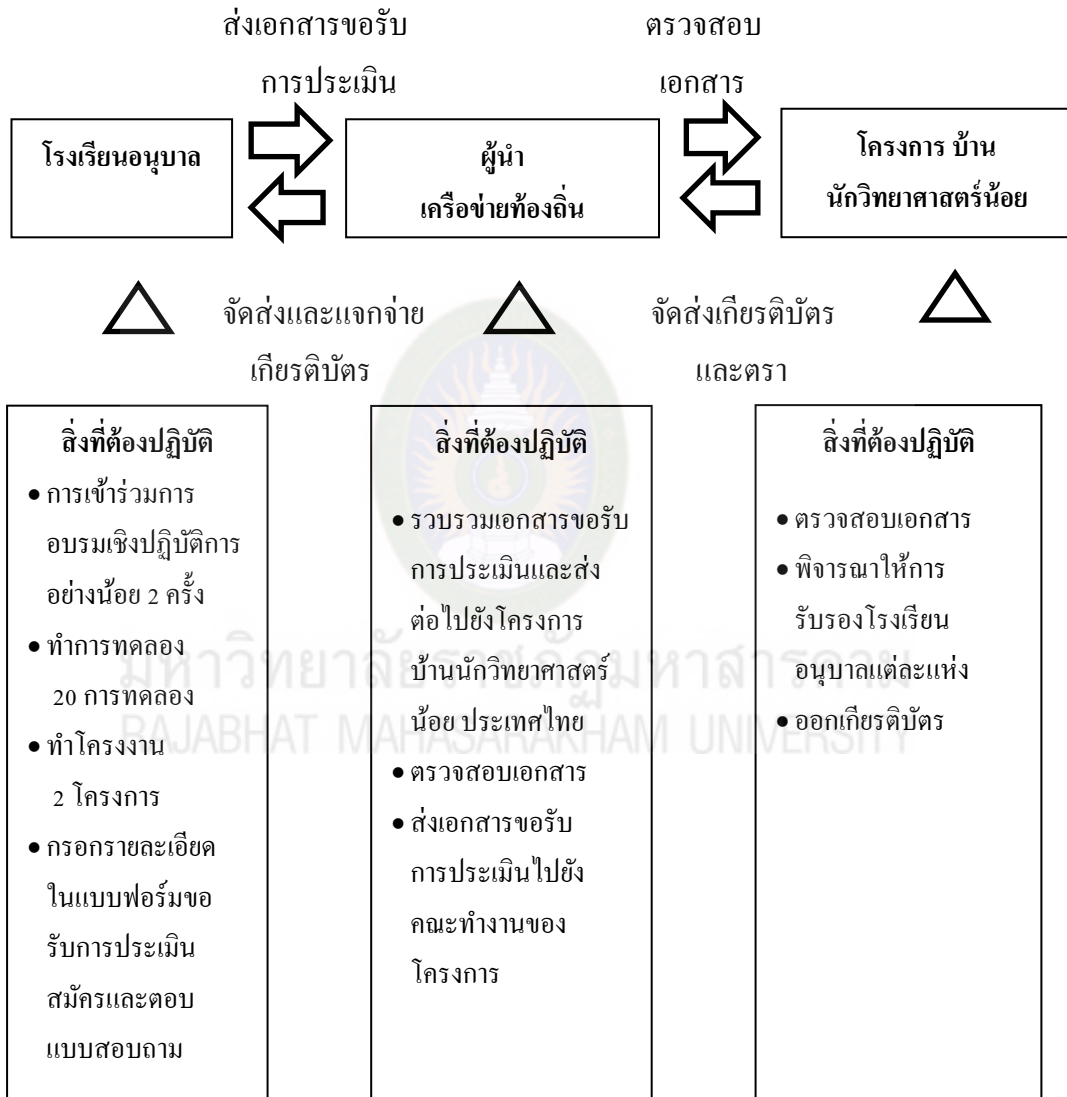 ส่งเอกสารขอรับ
การประเมิน
ตรวจสอบ
เอกสาร
โรงเรียนอนุบาล
ผู้นำ
เครือข่ายท้องถิ่น
โครงการ บ้าน
นักวิทยาศาสตร์น้อย
จัดส่งและแจกจ่าย
เกียรติบัตร
จัดส่งเกียรติบัตร
และตรา
สิ่งที่ต้องปฏิบัติ
• การเข้าร่วมการ
อบรมเชิงปฏิบัติการ
อย่างน้อย 2 ครั้ง
• ทำการทดลอง
20 การทดลอง
• ทำโครงงาน
2 โครงการ
• กรอกรายละเอียด
ในแบบฟอร์มขอ
รับการประเมิน
สมัครและตอบ
แบบสอบถาม
สิ่งที่ต้องปฏิบัติ
• รวบรวมเอกสารขอรับ
การประเมินและส่ง
ต่อไปยังโครงการ
บ้านนักวิทยาศาสตร์
น้อย ประเทศไทย
• ตรวจสอบเอกสาร
• ส่งเอกสารขอรับ
การประเมินไปยัง
คณะทำงานของ
โครงการ
สิ่งที่ต้องปฏิบัติ
• ตรวจสอบเอกสาร
• พิจารณาให้การ
รับรองโรงเรียน
อนุบาลแต่ละแห่ง
• ออกเกียรติบัตร
มหาวิทยาลัยราชภัฏมหาสารคาม
RAJABHAT MAHASARAKHAM UNIVERSITY